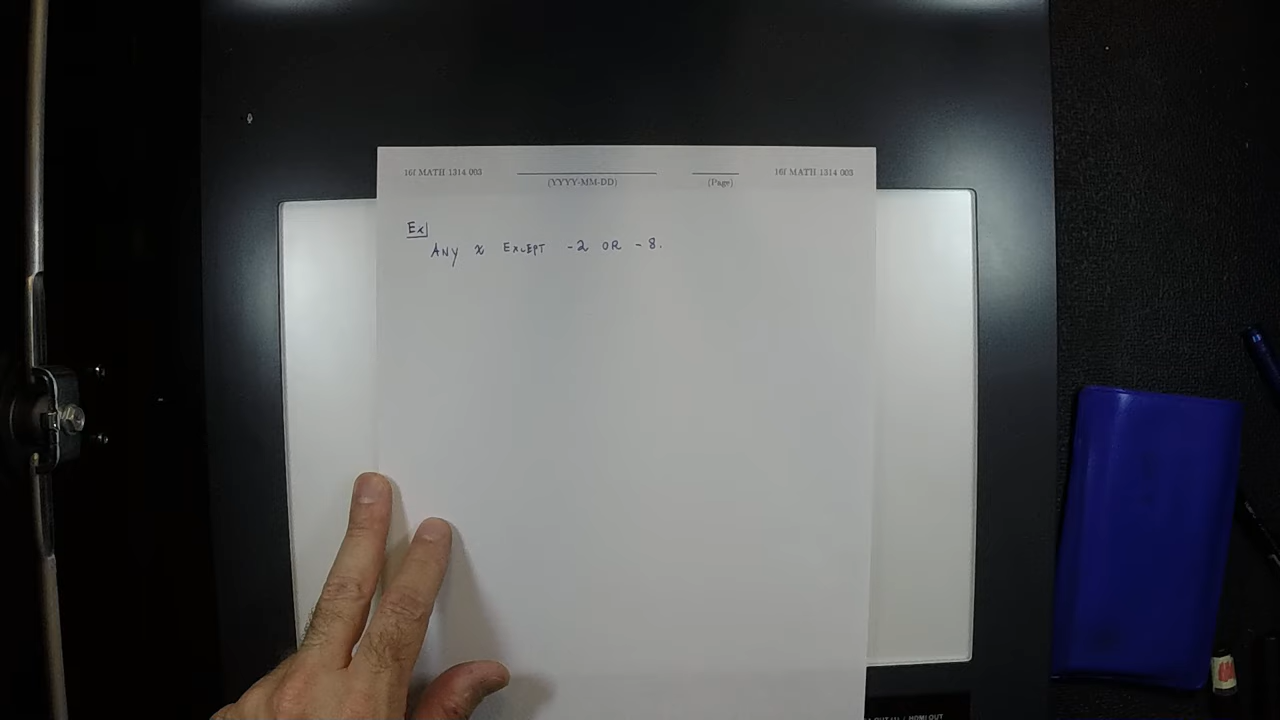 16f MATH 1314 003 (YYYY-MM-DD) (Page) 16f MATH 1314 003
Ex
ANY x EXCEPT -2 OR -8.